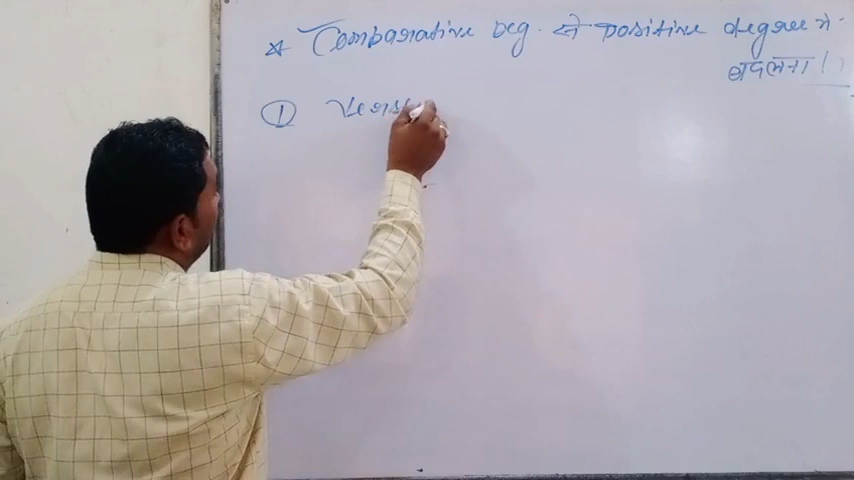 * Comparative Deg. से positive degree में
बदलना ()
①